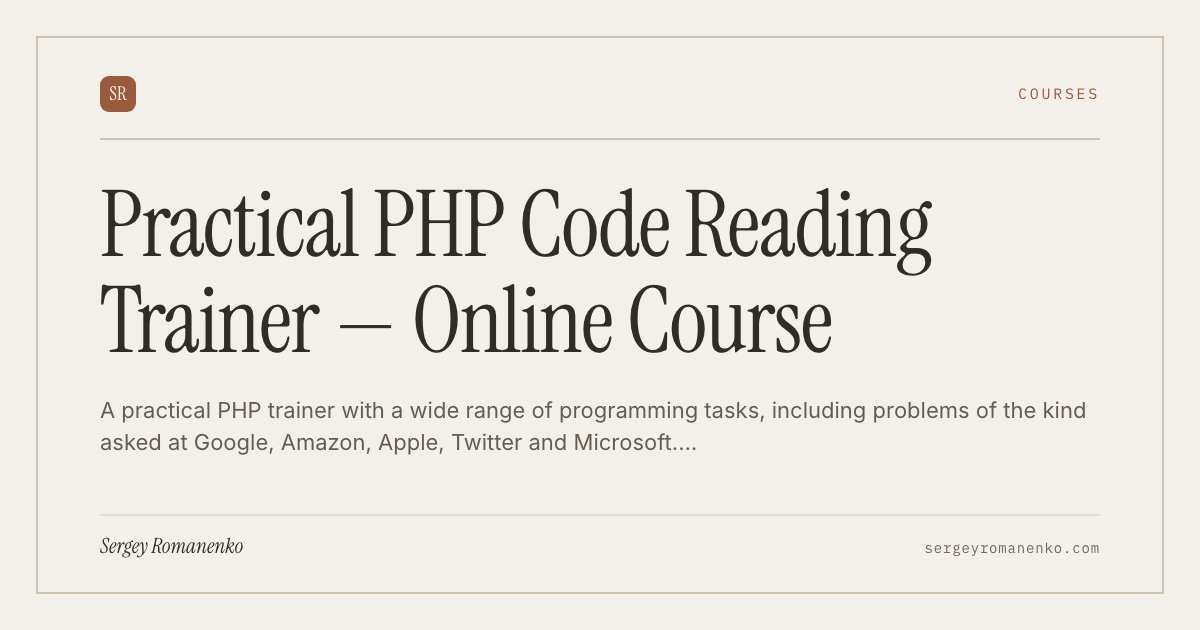 SR
COURSES
Practical PHP Code Reading
Trainer — Online Course
A practical PHP trainer with a wide range of programming tasks, including problems of the kind
asked at Google, Amazon, Apple, Twitter and Microsoft....
Sergey Romanenko
sergeyromanenko.com